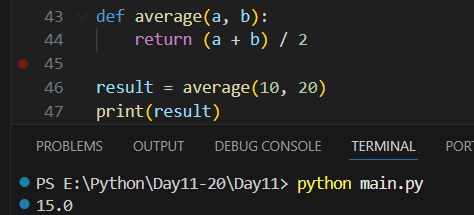 43 def average(a, b):
44     return (a + b) / 2
45
46 result = average(10, 20)
47 print(result)
PROBLEMS OUTPUT DEBUG CONSOLE TERMINAL POR
PS E:\Python\Day11-20\Day11> python main.py
15.0